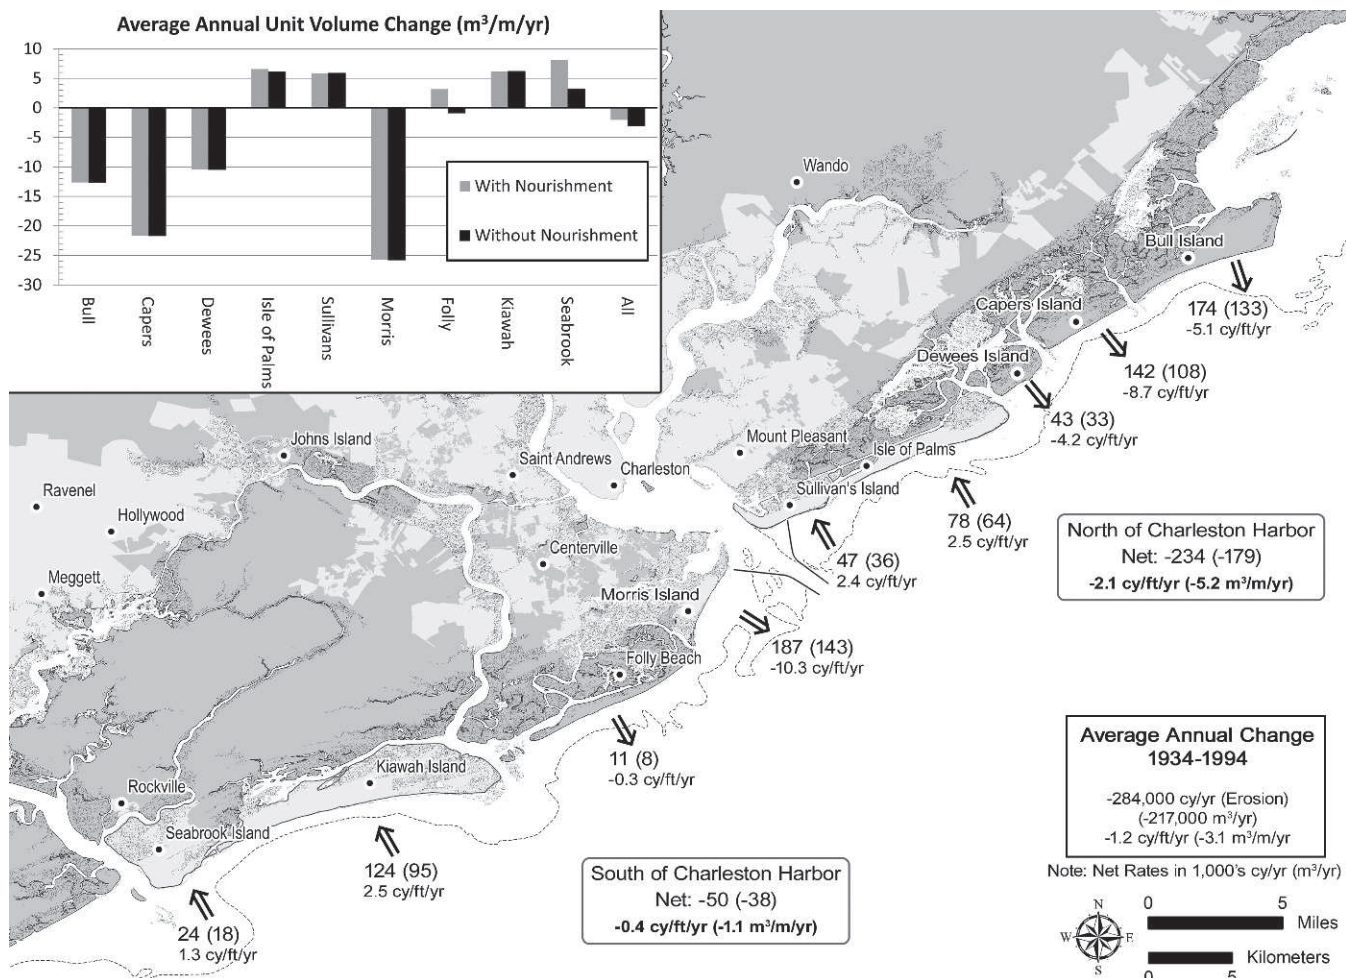 Average Annual Unit Volume Change (m³/m/yr)
10
5
0
-5
-10
-15
-20
-25
-30
With Nourishment
Without Nourishment
Bull
Capers
Dewees
Isle of Palms
Sullivans
Morris
Folly
Kiawah
Seabrook
All
Wando
Bull Island
174 (133)
-5.1 cy/ft/yr
Capers Island
142 (108)
-8.7 cy/ft/yr
Dewees Island
43 (33)
-4.2 cy/ft/yr
Johns Island
Mount Pleasant
Isle of Palms
Saint Andrews
Charleston
Sullivan's Island
Ravenel
Hollywood
78 (64)
2.5 cy/ft/yr
North of Charleston Harbor
Net: -234 (-179)
-2.1 cy/ft/yr (-5.2 m³/m/yr)
Centerville
47 (36)
2.4 cy/ft/yr
Meggett
Morris Island
187 (143)
-10.3 cy/ft/yr
Folly Beach
11 (8)
-0.3 cy/ft/yr
Kiawah Island
Rockville
Seabrook Island
124 (95)
2.5 cy/ft/yr
24 (18)
1.3 cy/ft/yr
South of Charleston Harbor
Net: -50 (-38)
-0.4 cy/ft/yr (-1.1 m³/m/yr)
Average Annual Change
1934-1994
-284,000 cy/yr (Erosion)
(-217,000 m³/yr)
-1.2 cy/ft/yr (-3.1 m³/m/yr
Note: Net Rates in 1,000's cy/yr (m³/yr)
N
W E
S
0 5
Miles
Kilometers
0 5